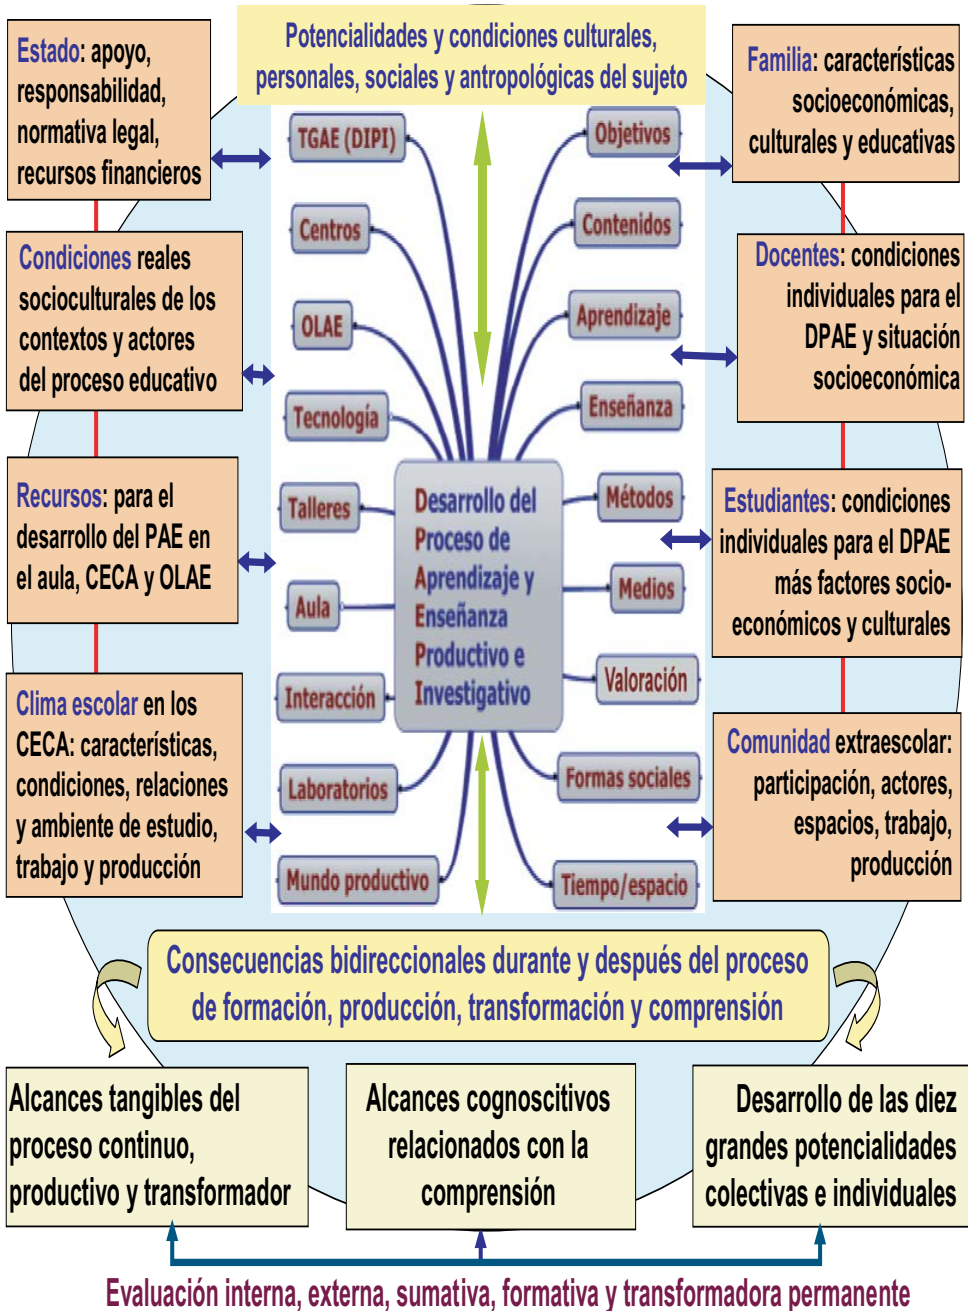 Potencialidades y condiciones culturales,
personales, sociales y antropológicas del sujeto
Estado: apoyo,
responsabilidad,
normativa legal,
recursos financieros
Condiciones reales
socioculturales de los
contextos y actores
del proceso educativo
Recursos: para el
desarrollo del PAE en
el aula, CECA y OLAE
Clima escolar en los
CECA: características,
condiciones, relaciones
y ambiente de estudio,
trabajo y producción
TGAE (DIPI)
Centros
OLAE
Tecnología
Talleres
Aula
Interacción
Laboratorios
Mundo productivo
Desarrollo del
Proceso de
Aprendizaje y
Enseñanza
Productivo e
Investigativo
Objetivos
Contenidos
Aprendizaje
Enseñanza
Métodos
Medios
Valoración
Formas sociales
Tiempo/espacio
Familia: características
socioeconómicas,
culturales y educativas
Docentes: condiciones
individuales para el
DPAE y situación
socioeconómica
Estudiantes: condiciones
individuales para el DPAE
más factores socio-
económicos y culturales
Comunidad extraescolar:
participación, actores,
espacios, trabajo,
producción
Consecuencias bidireccionales durante y después del proceso
de formación, producción, transformación y comprensión
Alcances tangibles del
proceso continuo,
productivo y transformador
Alcances cognoscitivos
relacionados con la
comprensión
Desarrollo de las diez
grandes potencialidades
colectivas e individuales
Evaluación interna, externa, sumativa, formativa y transformadora permanente